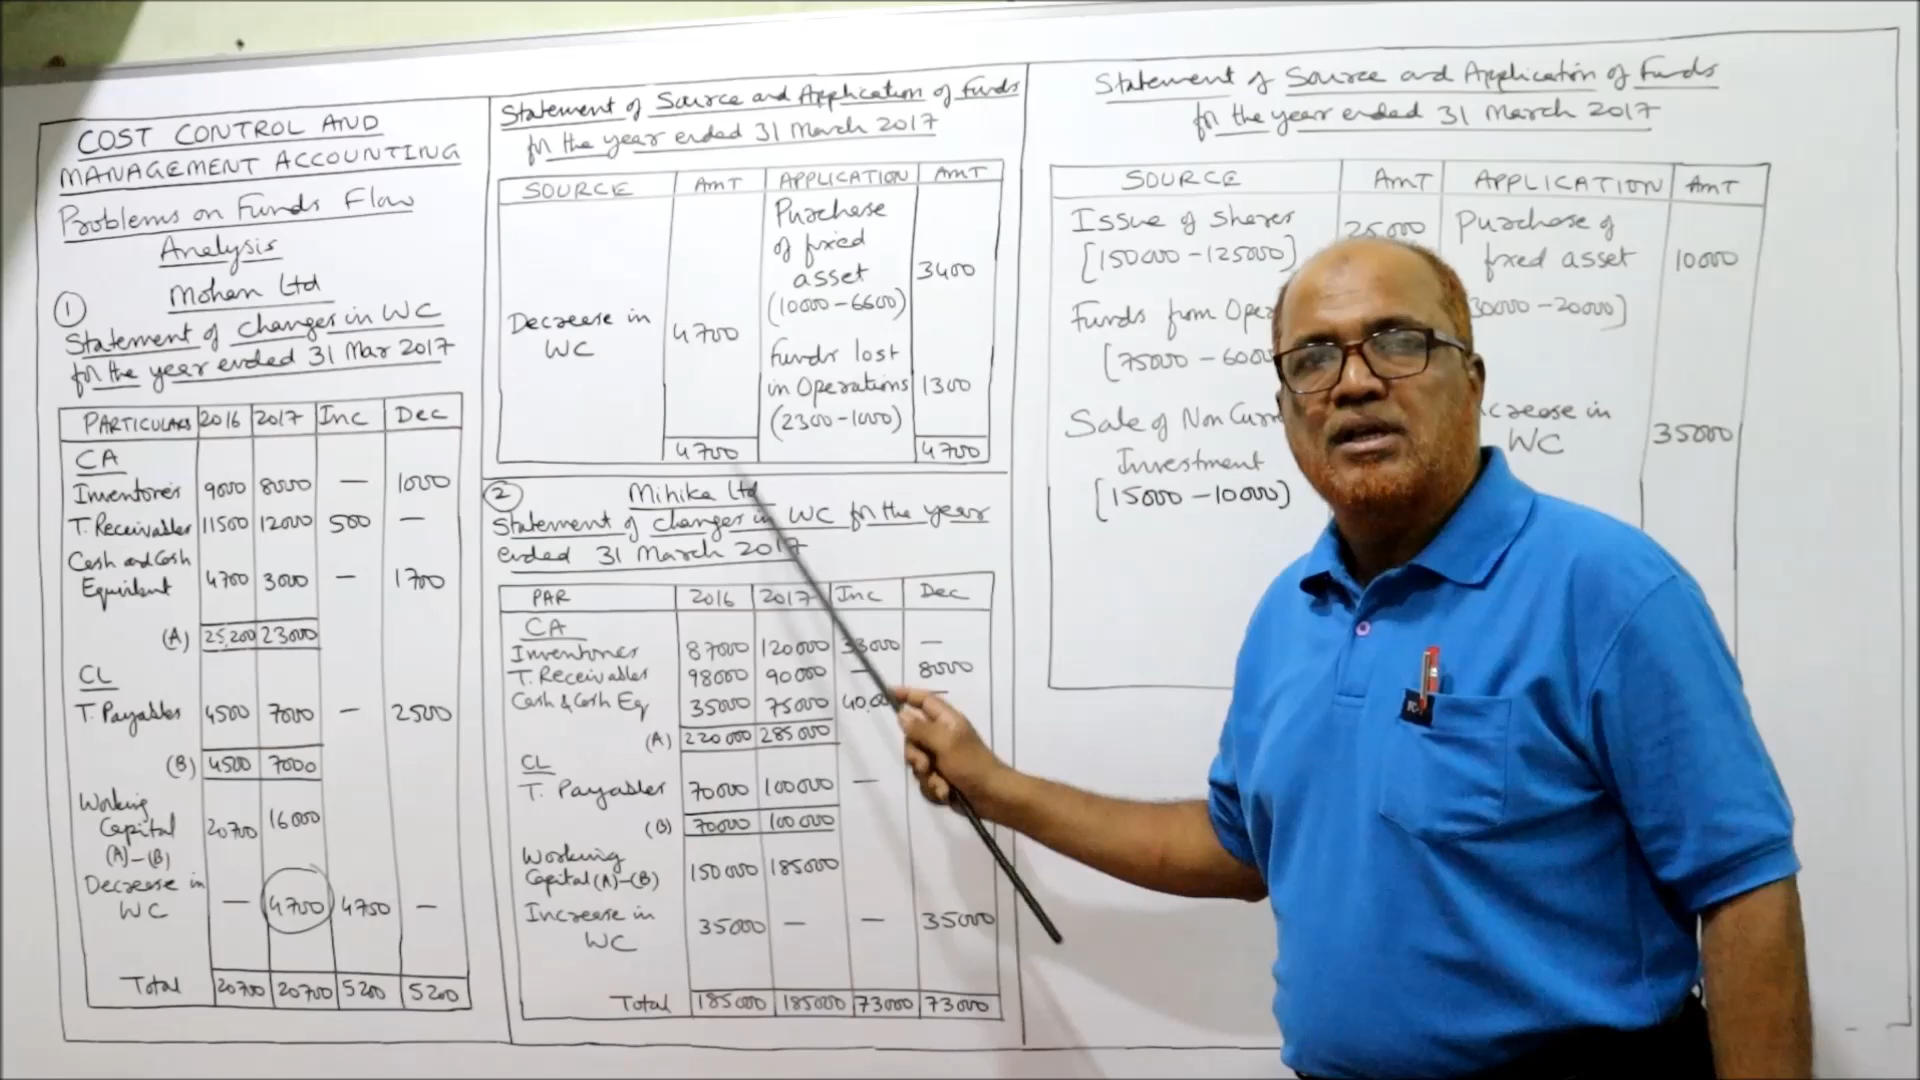 COST CONTROL AND
MANAGEMENT ACCOUNTING
Problems on Funds Flow
Analysis
① Mohan Ltd
Statement of changes in WC
for the year ended 31 Mar 2017
PARTICULARS 2016 2017 Inc Dec
CA
Inventories 9000 8000 — 1000
T. Receivables 11500 12000 500 —
Cash and Cash
Equivalent 4700 3000 — 1700
(A) 25,200 23000
CL
T. Payables 4500 7000 — 2500
(B) 4500 7000
Working
Capital 20700 16000
(A)-(B)
Decrease in
WC — 4700 4700 —
Total 20700 20700 5200 5200
Statement of Source and Application of Funds
for the year ended 31 March 2017
SOURCE AMT APPLICATION AMT
Purchase
of fixed
asset 3400
(10000-6600)
Decrease in
WC 4700
Funds lost
in Operations 1300
(2300-1000)
4700 4700
② Mihika Ltd
Statement of changes in WC for the year
ended 31 March 2017
PAR 2016 2017 Inc Dec
CA
Inventories 87000 120000 33000 —
T. Receivables 98000 90000 — 8000
Cash & Cash Eq 35000 75000 40,000 —
(A) 220000 285000
CL
T. Payables 70000 100000 —
(B) 70000 100000
Working
Capital (A)-(B) 150000 185000
Increase in
WC 35000 — — 35000
Total 185000 185000 73000 73000
Statement of Source and Application of Funds
for the year ended 31 March 2017
SOURCE AMT APPLICATION AMT
Issue of Shares 25000 Purchase of
[150000-125000] fixed asset 10000
Funds from 30000-20000]
[75000-
Sale of Non in
Investment WC 35000
[15000-10000]